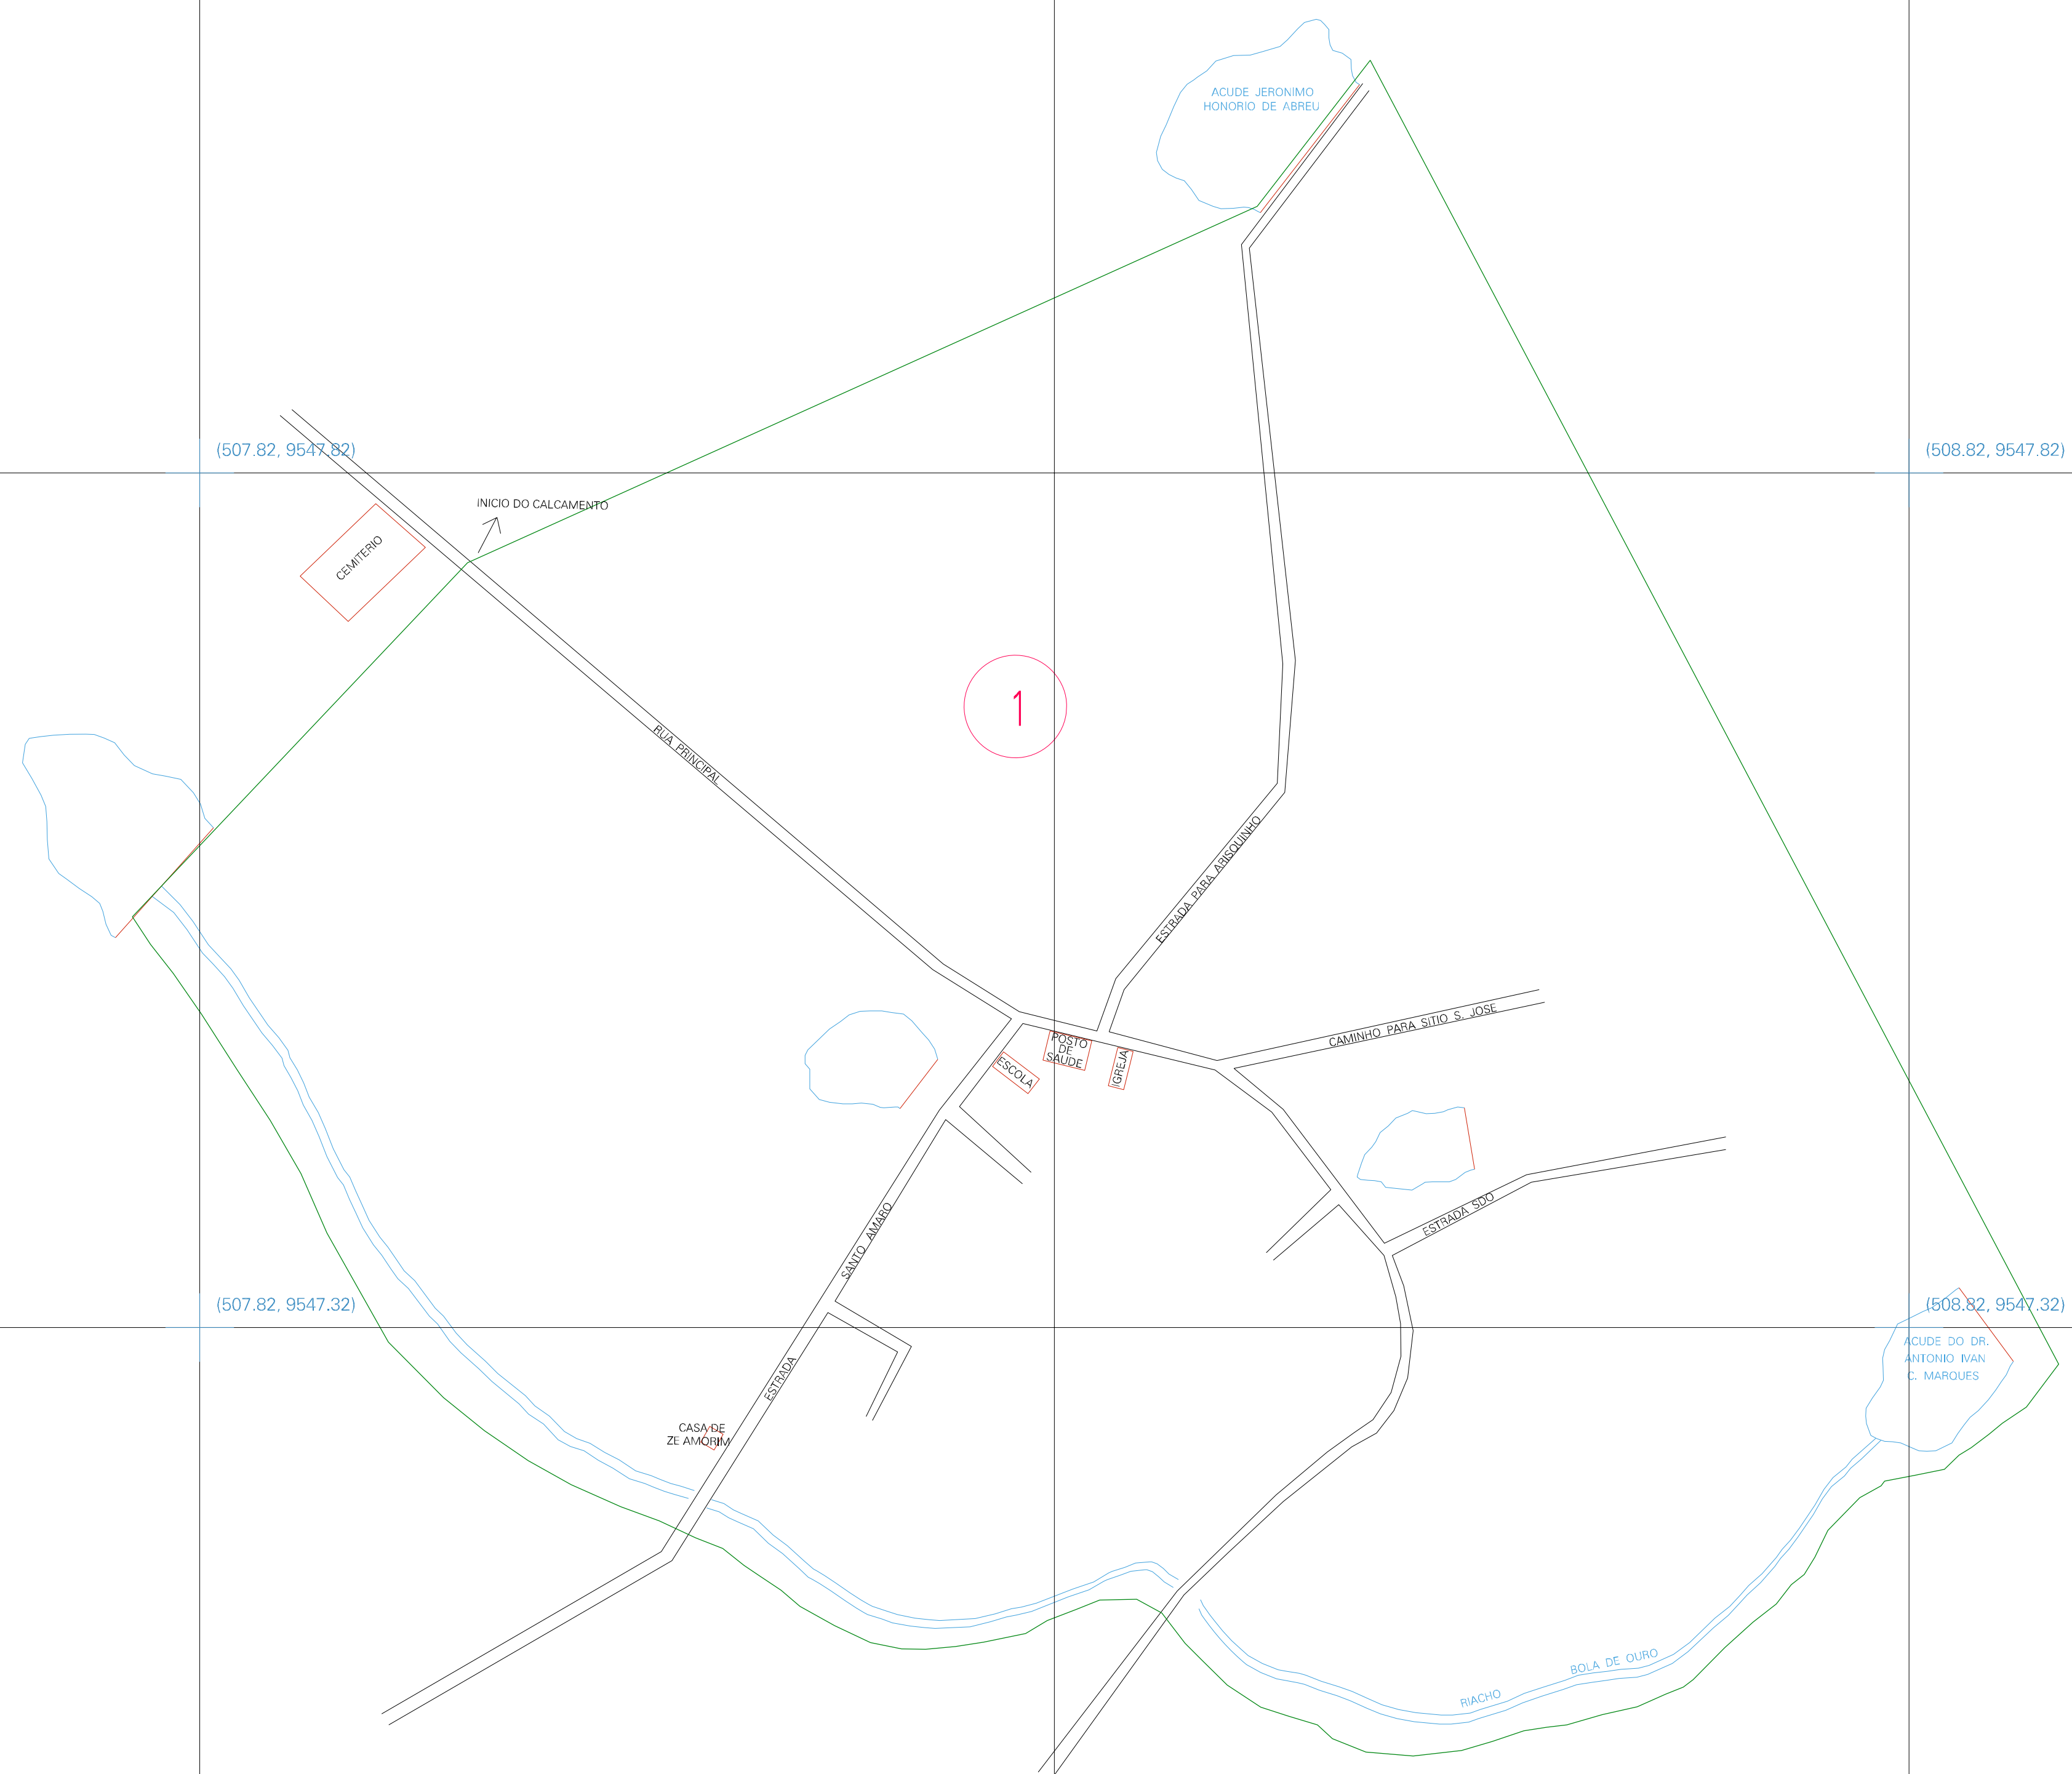 ACUDE JERONIMO
HONORIO DE ABREU
(507.82, 9547.82)
(508.82, 9547.82)
INICIO DO CALCAMENTO
CEMITERIO
1
RUA PRINCIPAL
ESTRADA PARA ARISQUINHO
CAMINHO PARA SITIO S. JOSE
POSTO
DE
SAUDE
ESCOLA
IGREJA
ESTRADA SDO
SANTO AMARO
ESTRADA
(507.82, 9547.32)
(508.82, 9547.32)
ACUDE DO DR.
ANTONIO IVAN
C. MARQUES
CASA DE
ZE AMORIM
RIACHO
BOLA DE OURO